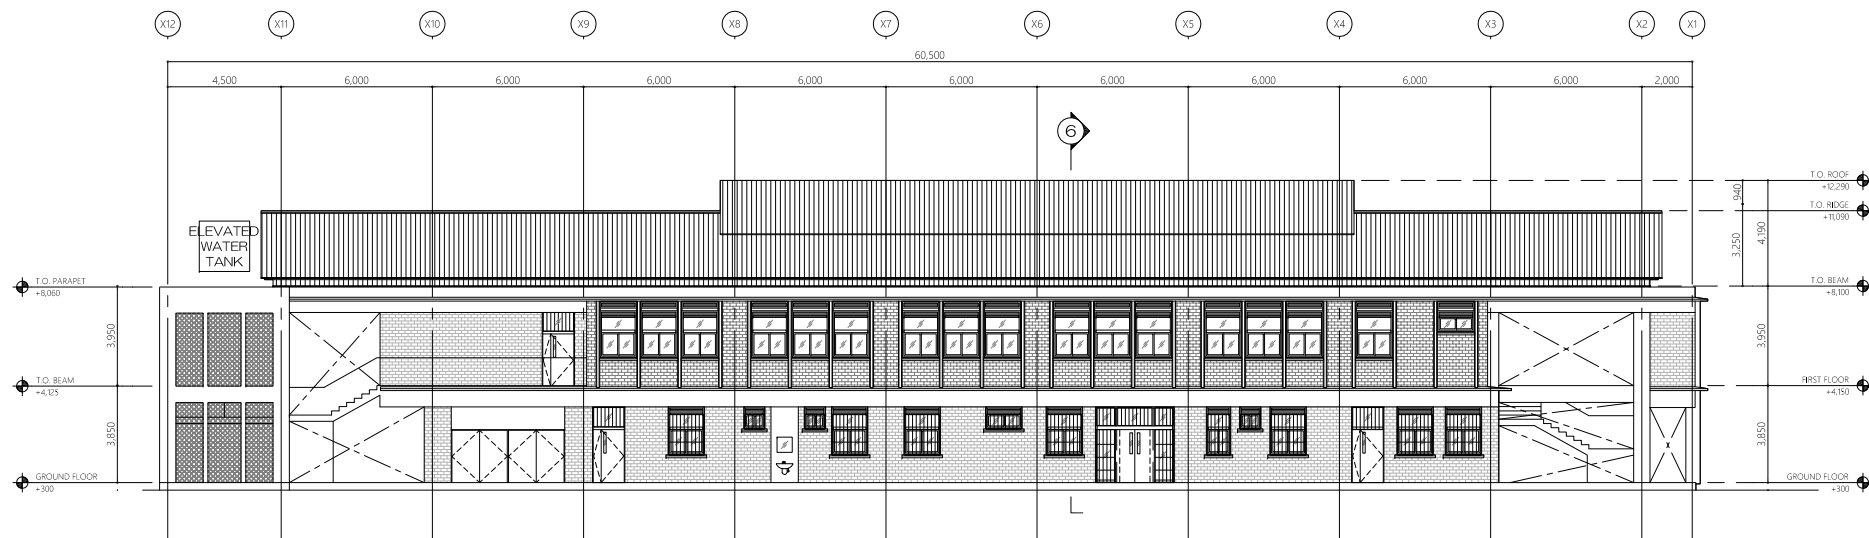 X12 X11 X10 X9 X8 X7 X6 X5 X4 X3 X2 X1
60,500
4,500 6,000 6,000 6,000 6,000 6,000 6,000 6,000 6,000 6,000 2,000
6
T.O. ROOF
+12,290
940
T.O. RIDGE
+11,090
ELEVATED
WATER
TANK
3,250
4,190
T.O. PARAPET
+8,060
T.O. BEAM
+8,100
3,950
3,950
T.O. BEAM
+4,125
FIRST FLOOR
+4,150
3,850
3,850
GROUND FLOOR
+300
GROUND FLOOR
+300